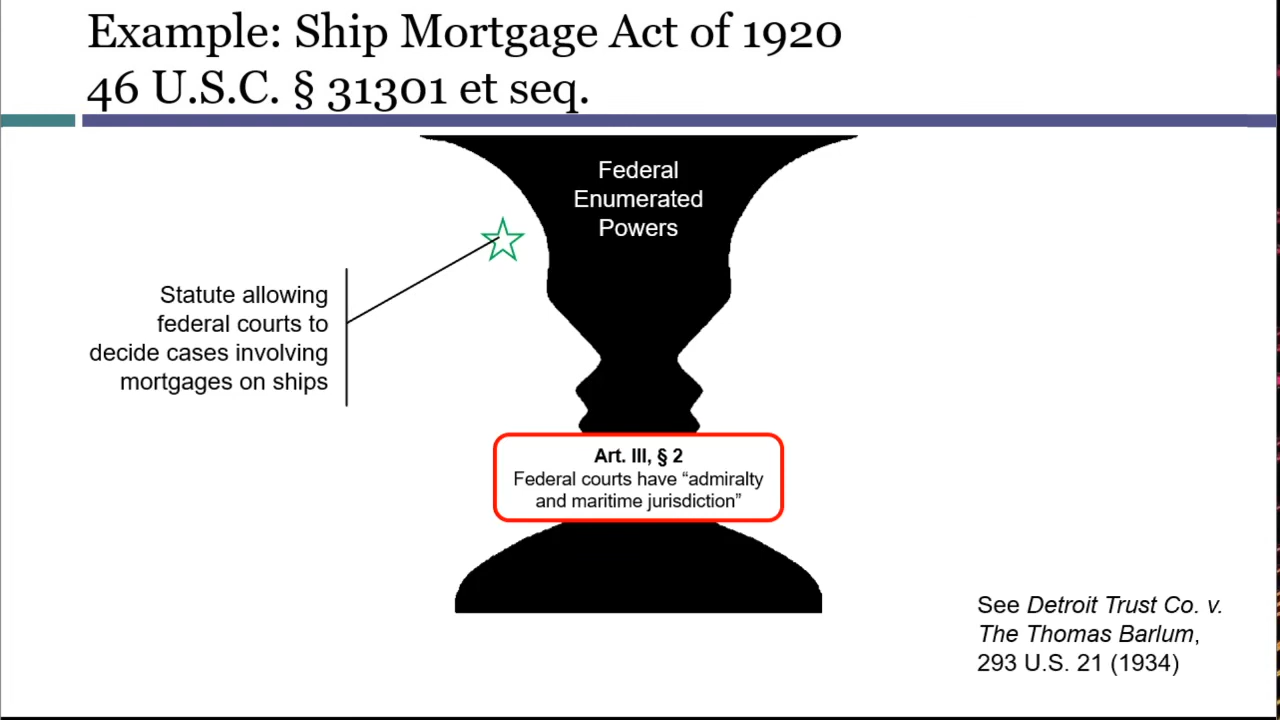 Example: Ship Mortgage Act of 1920
46 U.S.C. § 31301 et seq.
Federal
Enumerated
Powers
Statute allowing
federal courts to
decide cases involving
mortgages on ships
Art. III, § 2
Federal courts have “admiralty
and maritime jurisdiction”
See Detroit Trust Co. v.
The Thomas Barlum,
293 U.S. 21 (1934)